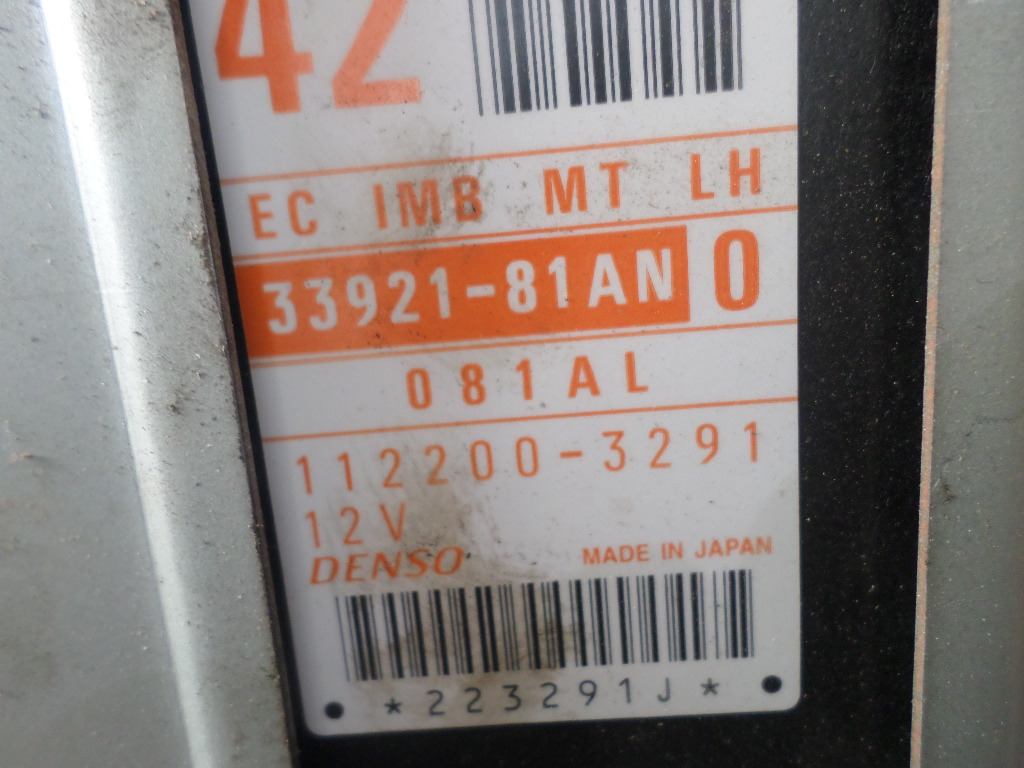 42
EC IMB MT LH
33921-81AN 0
081AL
112200-3291
12V
DENSO MADE IN JAPAN
*223291J*